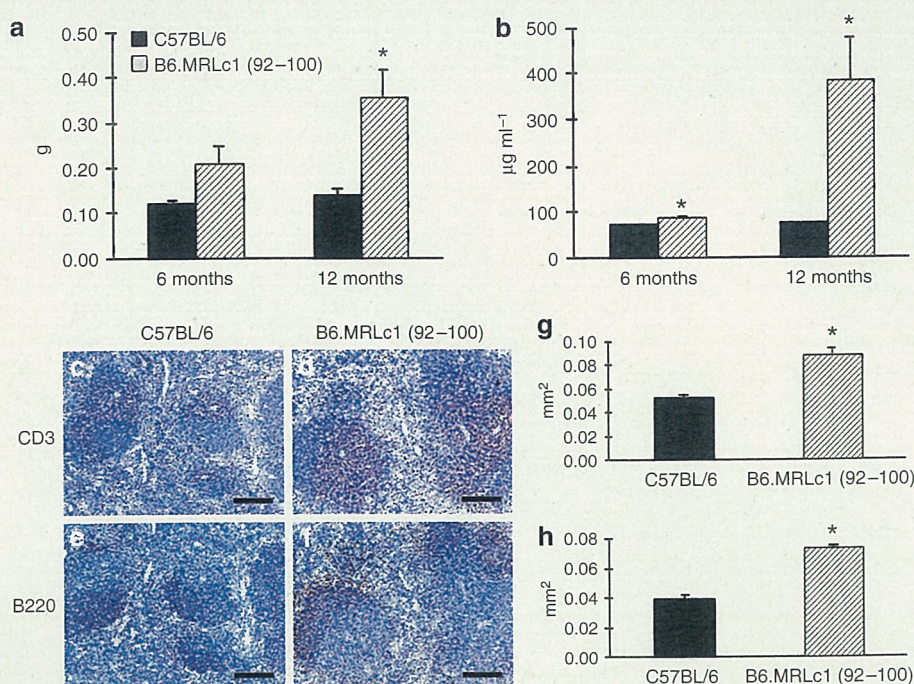 a
g
0.50
0.40
0.30
0.20
0.10
0.00
C57BL/6
B6.MRLc1 (92–100)
*
6 months
12 months
b
µg ml⁻¹
500
400
300
200
100
0
*
*
6 months
12 months
C57BL/6
B6.MRLc1 (92–100)
CD3
c
d
B220
e
f
g
mm²
0.10
0.08
0.06
0.04
0.02
0.00
*
C57BL/6
B6.MRLc1 (92–100)
h
mm²
0.08
0.06
0.04
0.02
0.00
*
C57BL/6
B6.MRLc1 (92–100)